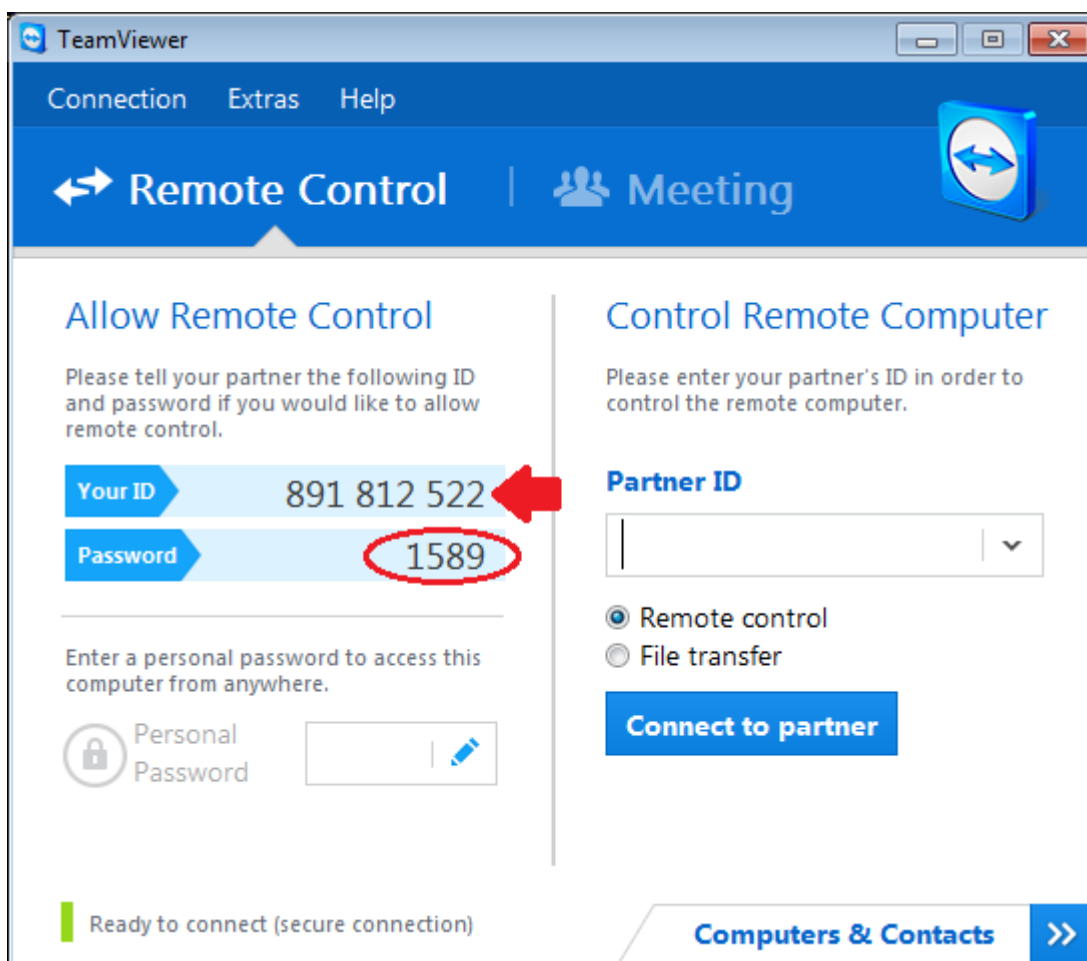 TeamViewer
Connection Extras Help
Remote Control Meeting
Allow Remote Control
Please tell your partner the following ID
and password if you would like to allow
remote control.
Your ID 891 812 522
Password 1589
Enter a personal password to access this
computer from anywhere.
Personal
Password
Ready to connect (secure connection)
Control Remote Computer
Please enter your partner's ID in order to
control the remote computer.
Partner ID
Remote control
File transfer
Connect to partner
Computers & Contacts